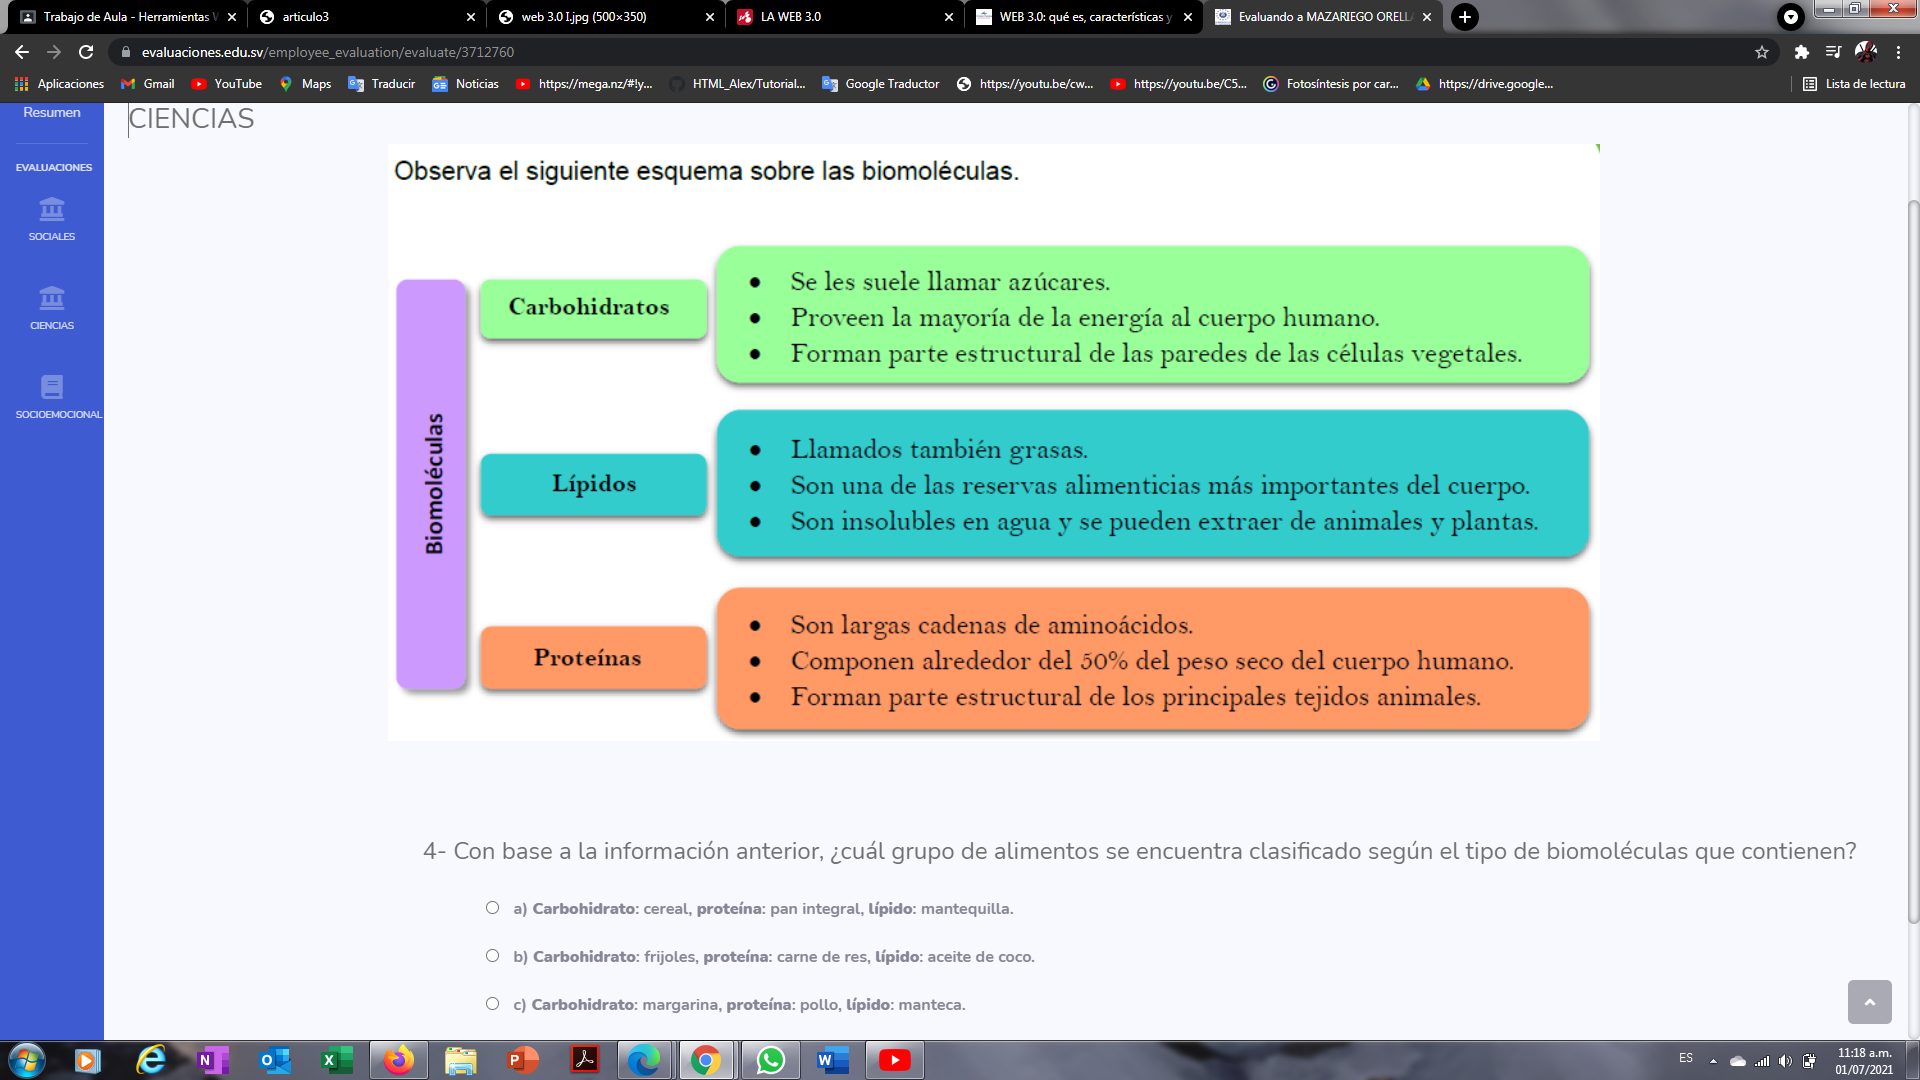 Trabajo de Aula - Herramientas
articulo3
web 3.0 I.jpg (500×350)
LA WEB 3.0
WEB 3.0: qué es, características y
Evaluando a MAZARIEGO ORELL
evaluaciones.edu.sv/employee_evaluation/evaluate/3712760
Aplicaciones
Gmail
YouTube
Maps
Traducir
Noticias
https://mega.nz/#!y...
HTML_Alex/Tutorial...
Google Traductor
https://youtu.be/cw...
https://youtu.be/C5...
Fotosíntesis por car...
https://drive.google...
Lista de lectura
Resumen
EVALUACIONES
SOCIALES
CIENCIAS
SOCIOEMOCIONAL
CIENCIAS
Observa el siguiente esquema sobre las biomoléculas.
Biomoléculas
Carbohidratos
• Se les suele llamar azúcares.
• Proveen la mayoría de la energía al cuerpo humano.
• Forman parte estructural de las paredes de las células vegetales.
Lípidos
• Llamados también grasas.
• Son una de las reservas alimenticias más importantes del cuerpo.
• Son insolubles en agua y se pueden extraer de animales y plantas.
Proteínas
• Son largas cadenas de aminoácidos.
• Componen alrededor del 50% del peso seco del cuerpo humano.
• Forman parte estructural de los principales tejidos animales.
4- Con base a la información anterior, ¿cuál grupo de alimentos se encuentra clasificado según el tipo de biomoléculas que contienen?
a) Carbohidrato: cereal, proteína: pan integral, lípido: mantequilla.
b) Carbohidrato: frijoles, proteína: carne de res, lípido: aceite de coco.
c) Carbohidrato: margarina, proteína: pollo, lípido: manteca.
ES
11:18 a.m.
01/07/2021